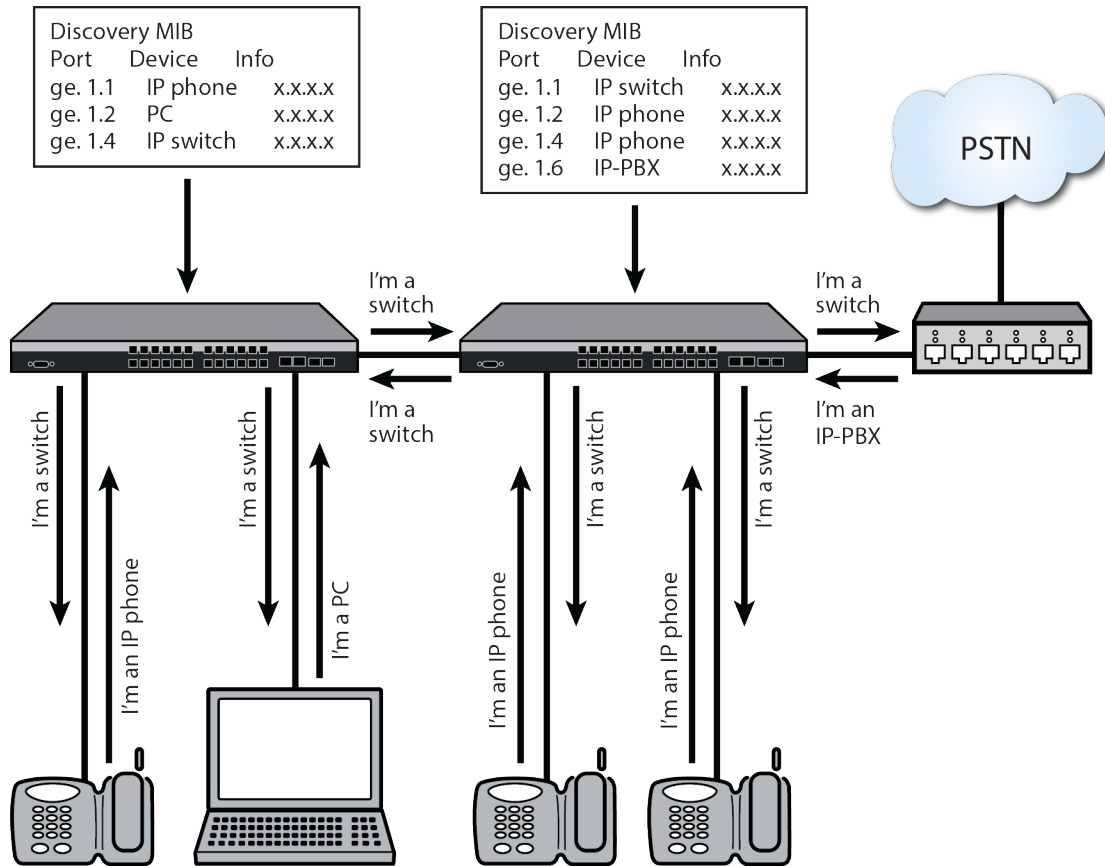 Discovery MIB
Port Device Info
ge. 1.1 IP phone x.x.x.x
ge. 1.2 PC x.x.x.x
ge. 1.4 IP switch x.x.x.x
Discovery MIB
Port Device Info
ge. 1.1 IP switch x.x.x.x
ge. 1.2 IP phone x.x.x.x
ge. 1.4 IP phone x.x.x.x
ge. 1.6 IP-PBX x.x.x.x
PSTN
I'm a
switch
I'm a
switch
I'm a
switch
I'm an
IP-PBX
I'm a switch
I'm an IP phone
I'm a switch
I'm a PC
I'm an IP phone
I'm a switch
I'm an IP phone
I'm a switch